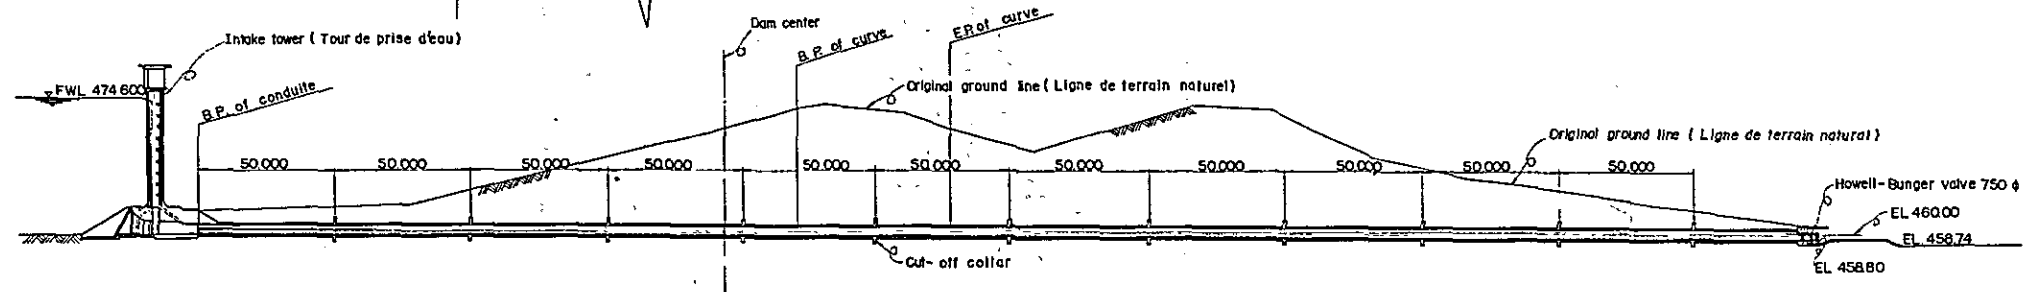 Dam center
Intake tower ( Tour de prise d'eau)
B.P. of curve
E.P. of curve
FWL 474.600
B.P. of conduite
Original ground line ( Ligne de terrain naturel)
Original ground line ( Ligne de terrain natural)
50.000 50.000 50.000 50.000 50.000 50.000 50.000 50.000 50.000 50.000 50.000
Howell-Bunger valve 750 ϕ
EL 460.00
EL 458.74
Cut-off collar
EL 458.80